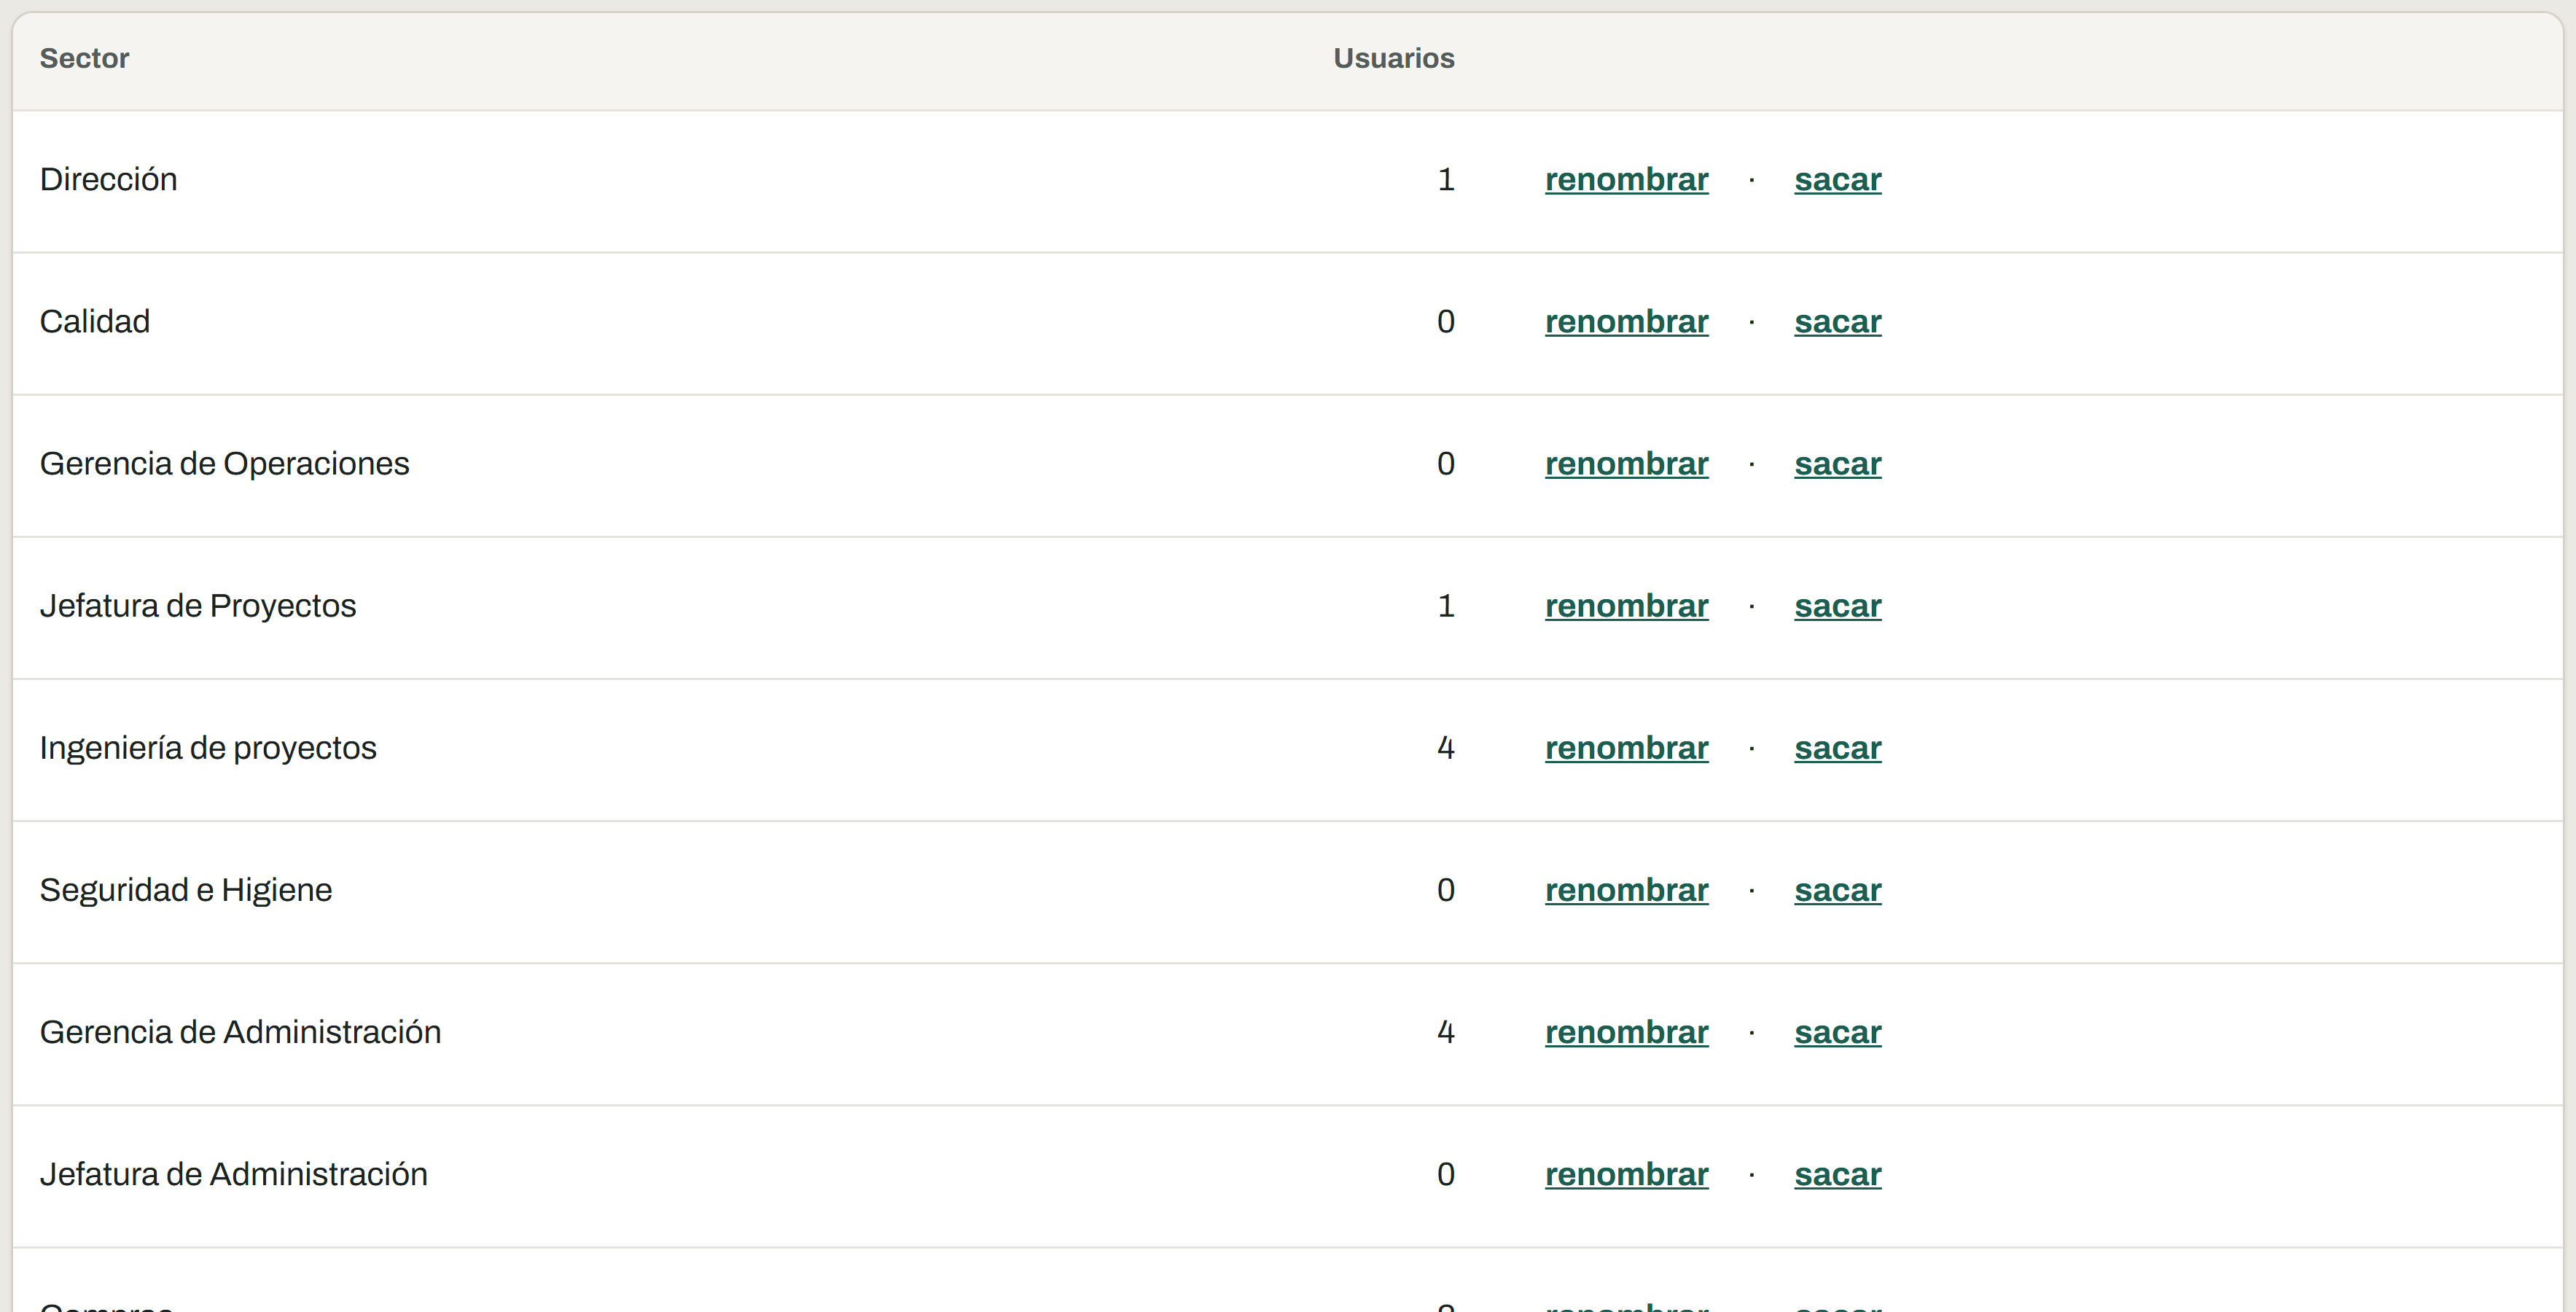 Sector Usuarios
Dirección 1 renombrar · sacar
Calidad 0 renombrar · sacar
Gerencia de Operaciones 0 renombrar · sacar
Jefatura de Proyectos 1 renombrar · sacar
Ingeniería de proyectos 4 renombrar · sacar
Seguridad e Higiene 0 renombrar · sacar
Gerencia de Administración 4 renombrar · sacar
Jefatura de Administración 0 renombrar · sacar